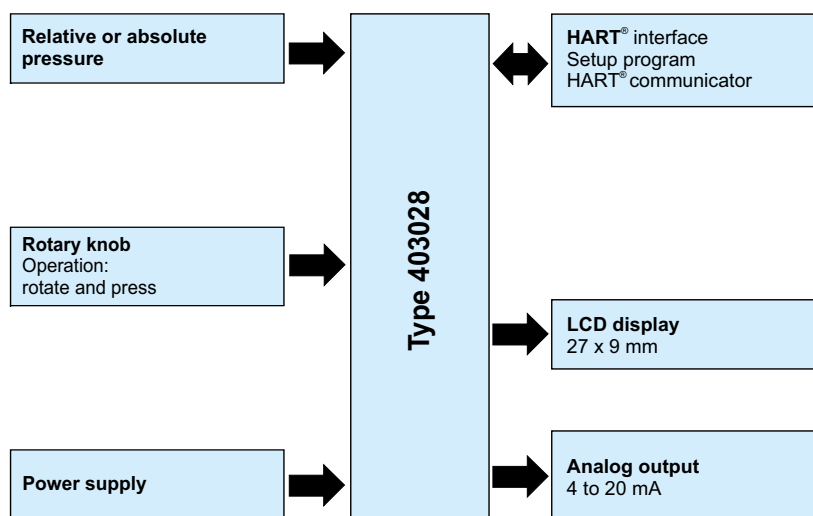 Relative or absolute
pressure
Rotary knob
Operation:
rotate and press
Power supply
Type 403028
HART® interface
Setup program
HART® communicator
LCD display
27 x 9 mm
Analog output
4 to 20 mA